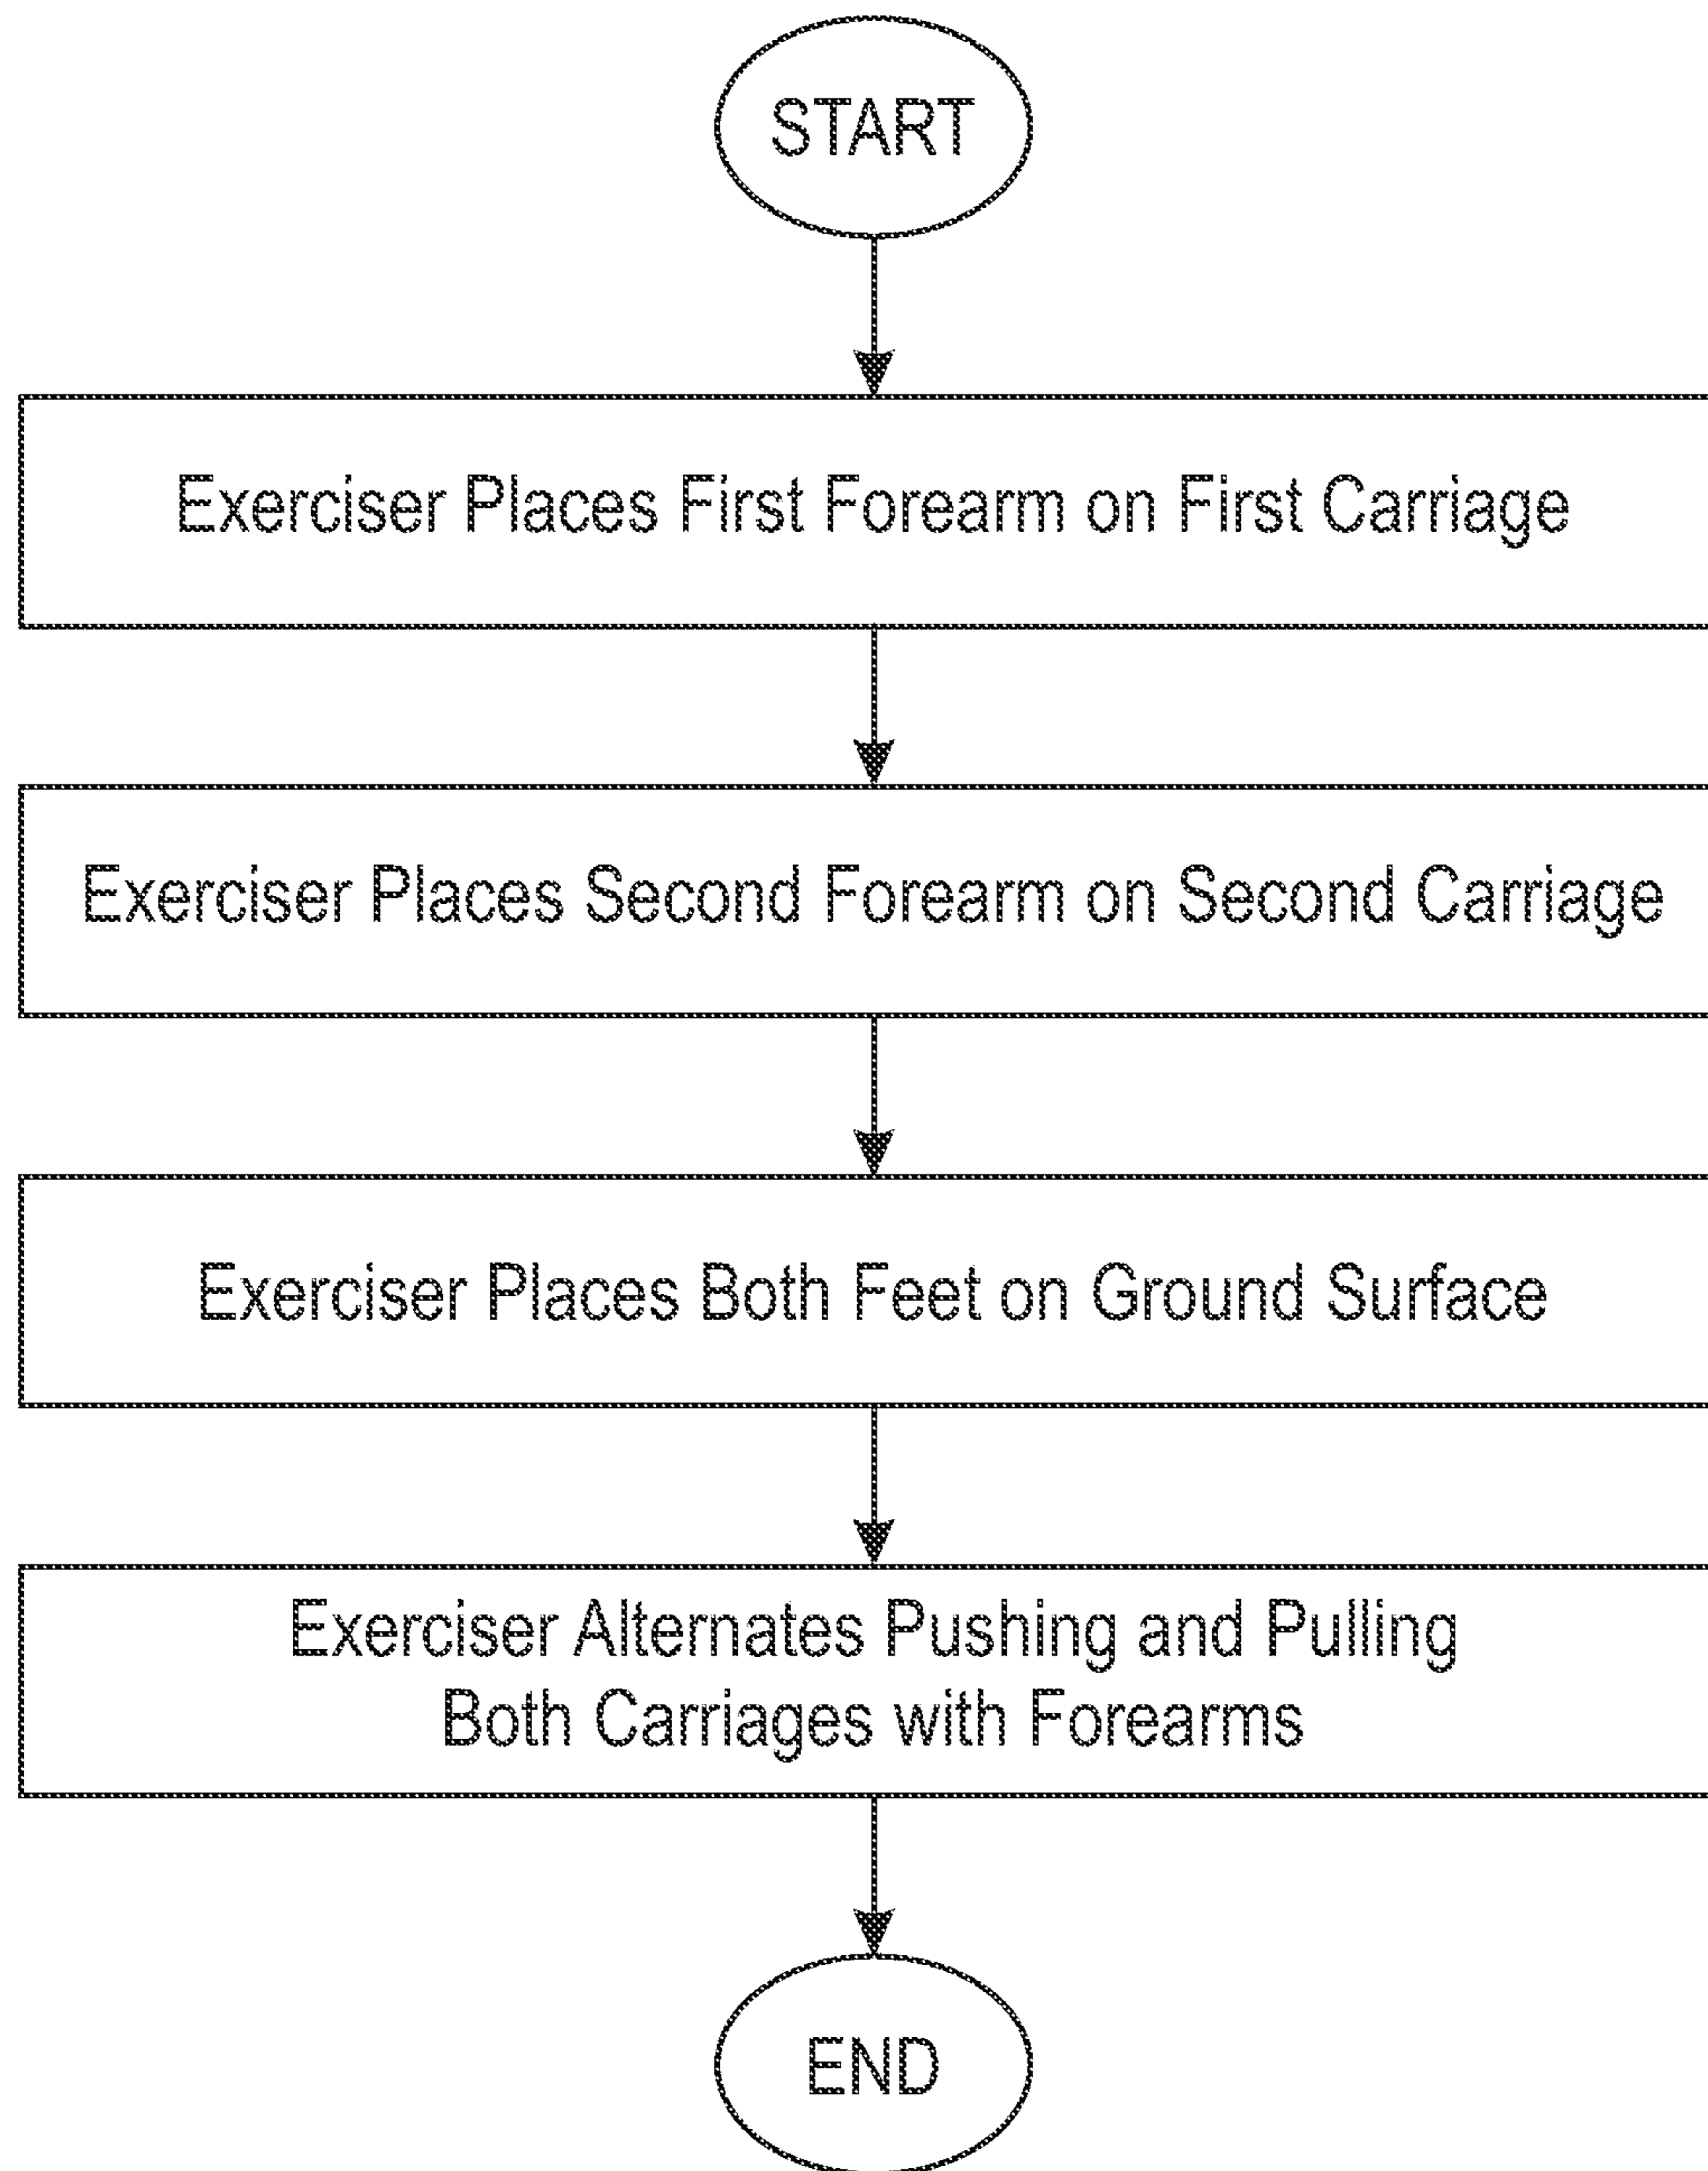 START
Exerciser Places First Forearm on First Carriage
Exerciser Places Second Forearm on Second Carriage
Exerciser Places Both Feet on Ground Surface
Exerciser Alternates Pushing and Pulling
Both Carriages with Forearms
END